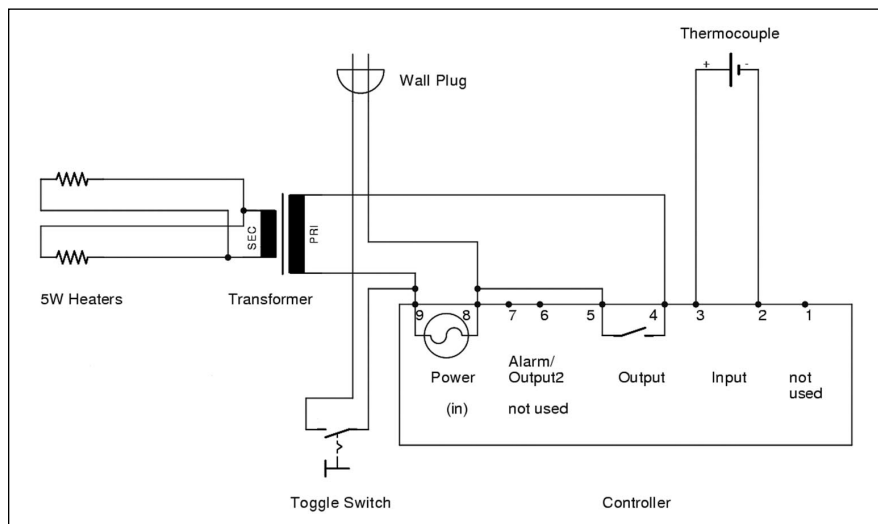 Thermocouple
+ -
Wall Plug
SEC
PRI
5W Heaters
Transformer
9 8 7 6 5 4 3 2 1
Power
(in)
Alarm/
Output2
not used
Output
Input
not
used
Toggle Switch
Controller